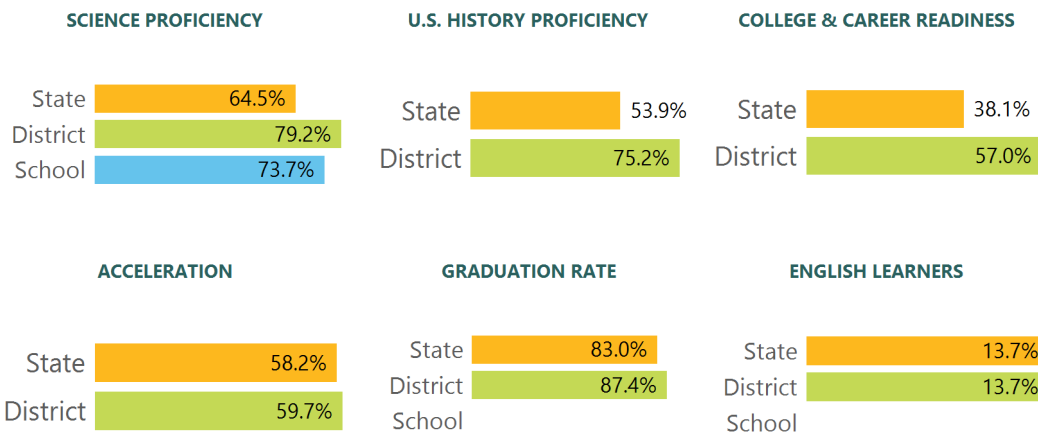 SCIENCE PROFICIENCY
State 64.5%
District 79.2%
School 73.7%
U.S. HISTORY PROFICIENCY
State 53.9%
District 75.2%
COLLEGE & CAREER READINESS
State 38.1%
District 57.0%
ACCELERATION
State 58.2%
District 59.7%
GRADUATION RATE
State 83.0%
District 87.4%
School
ENGLISH LEARNERS
State 13.7%
District 13.7%
School